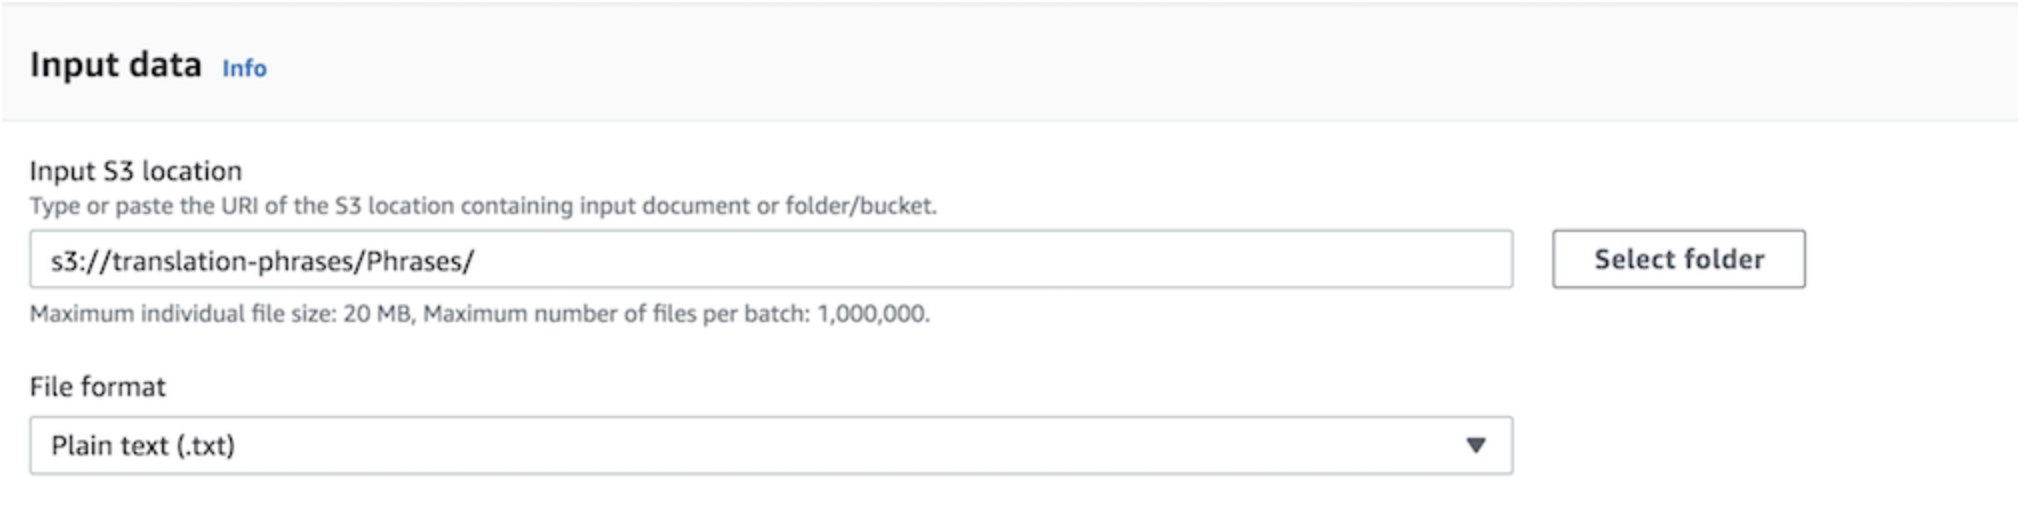 Input data Info
Input S3 location
Type or paste the URI of the S3 location containing input document or folder/bucket.
s3://translation-phrases/Phrases/
Select folder
Maximum individual file size: 20 MB, Maximum number of files per batch: 1,000,000.
File format
Plain text (.txt)